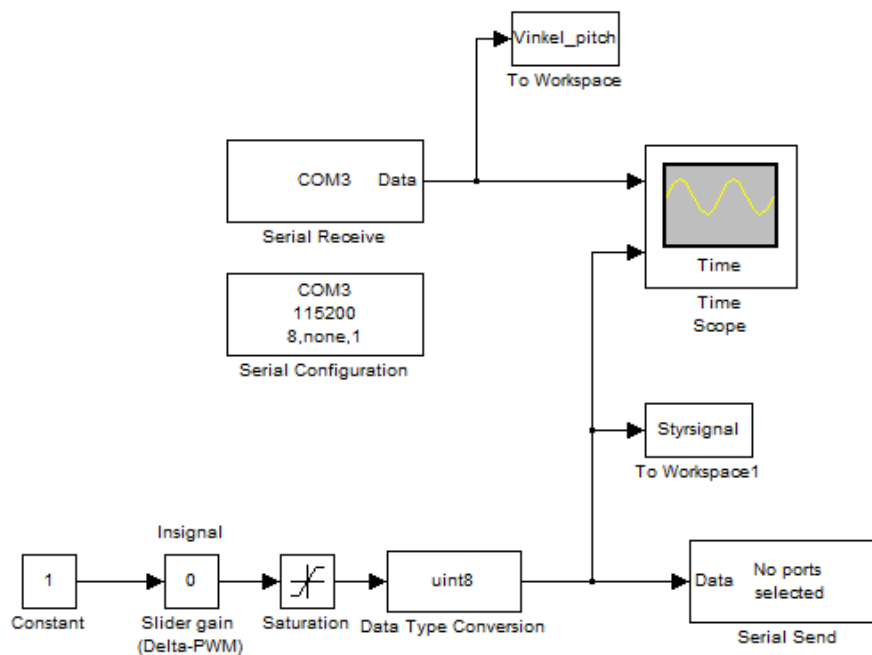 Vinkel_pitch
To Workspace
COM3 Data
Serial Receive
COM3
115200
8,none,1
Serial Configuration
Time
Time
Scope
Styrsignal
To Workspace1
Insignal
1
Constant
0
Slider gain
(Delta-PWM)
Saturation
uint8
Data Type Conversion
Data
No ports
selected
Serial Send